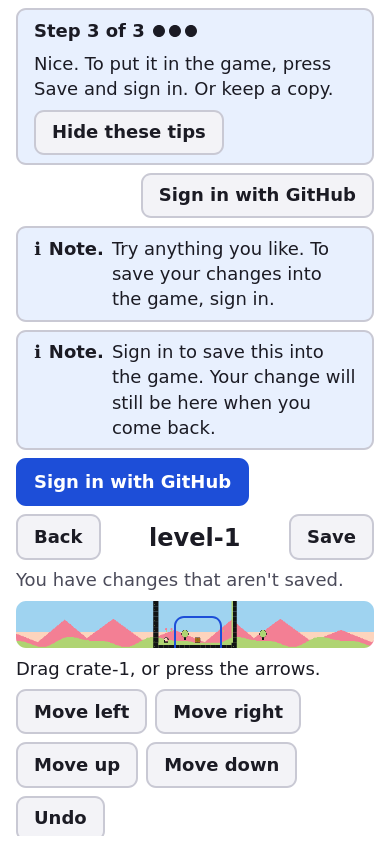 Step 3 of 3
Nice. To put it in the game, press
Save and sign in. Or keep a copy.
Hide these tips
Sign in with GitHub
ℹ Note. Try anything you like. To
save your changes into
the game, sign in.
ℹ Note. Sign in to save this into
the game. Your change will
still be here when you
come back.
Sign in with GitHub
Back level-1 Save
You have changes that aren't saved.
Drag crate-1, or press the arrows.
Move left Move right
Move up Move down
Undo